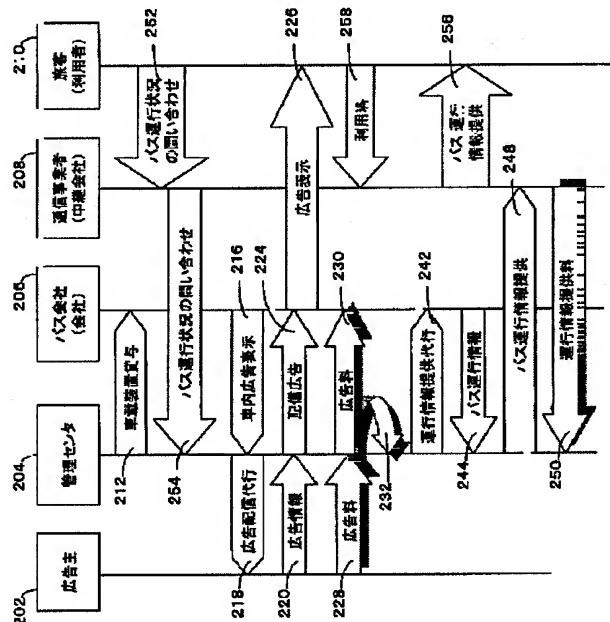 202
204
206
208
210
広告主
管理センタ
バス会社
(会社)
通信事業者
(中継会社)
旅客
(利用者)
212
車載装置貸与
252
バス運行状況
の問い合わせ
254
バス運行状況の問い合わせ
218
広告配信代行
車内広告表示
216
220
広告情報
配信広告
224
広告表示
226
228
広告料
広告料
230
利用料
258
232
運行情報提供代行
242
244
バス運行情報
バス運行
情報提供
256
バス運行情報提供
248
250
運行情報提供料